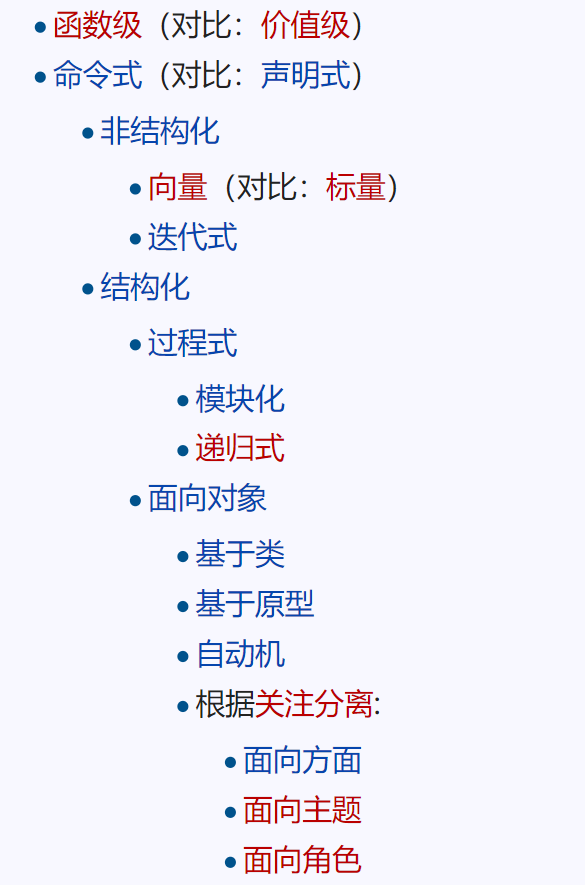 函数级（对比：价值级）
命令式（对比：声明式）
非结构化
向量（对比：标量）
迭代式
结构化
过程式
模块化
递归式
面向对象
基于类
基于原型
自动机
根据关注分离:
面向方面
面向主题
面向角色